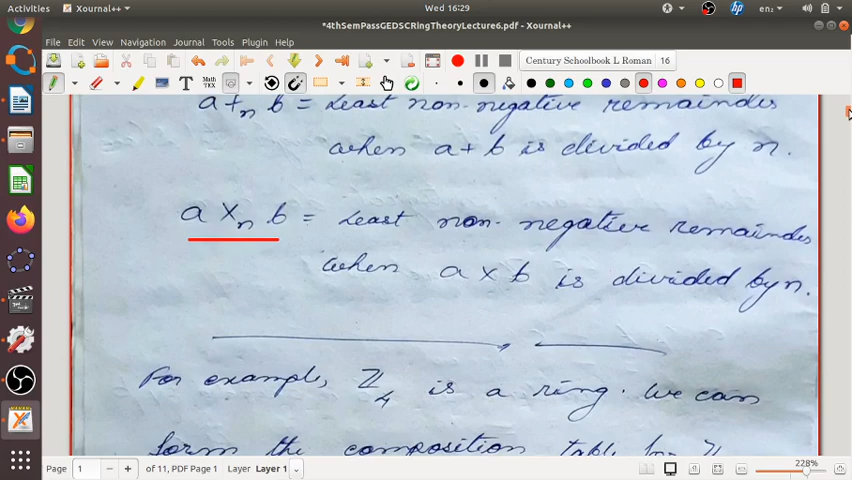 Activities
Xournal++
Wed 16:29
en₂
*4thSemPassGEDSCRingTheoryLecture6.pdf - Xournal++
File Edit View Navigation Journal Tools Plugin Help
Century Schoolbook L Roman 16
T Math TEX
a +ₙ b = Least non-negative remainder
when a + b is divided by n.
a ×ₙ b = Least non-negative remainder
when a × b is divided by n.
For example, ℤ₄ is a ring. We can
form the composition table for ℤ
Page 1 of 11, PDF Page 1 Layer Layer 1 228%